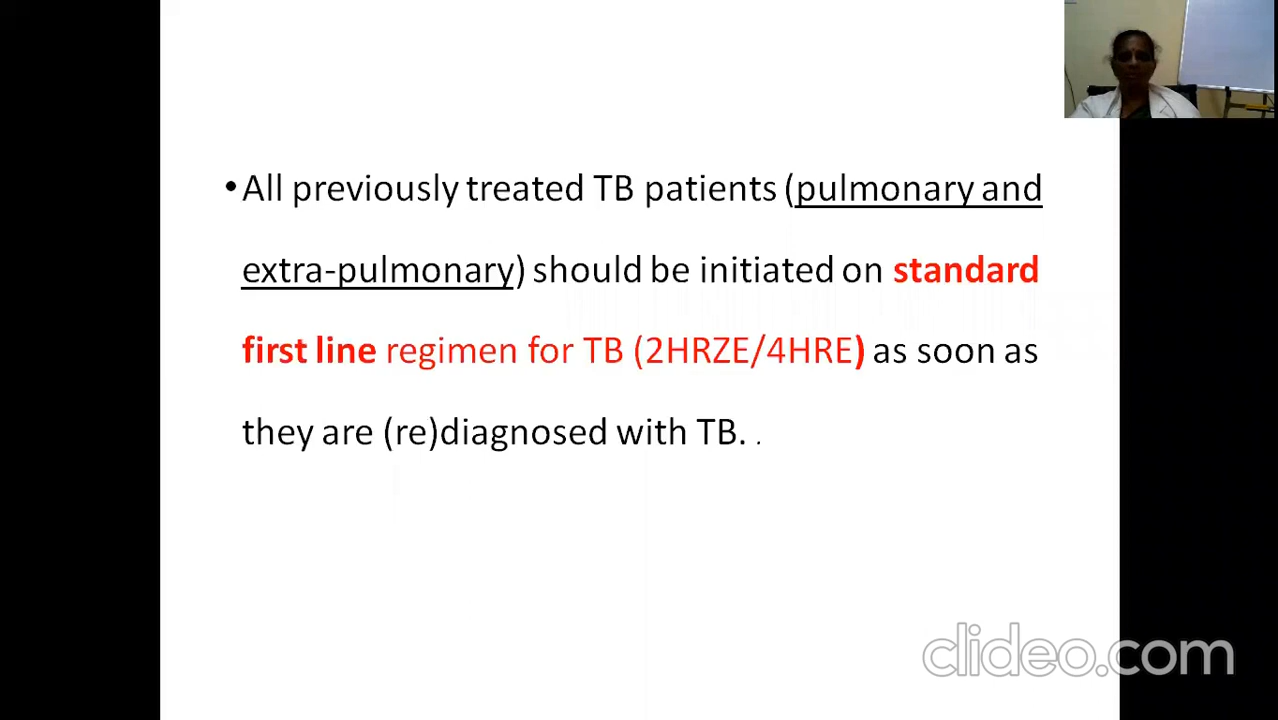 •All previously treated TB patients (pulmonary and
extra-pulmonary) should be initiated on standard
first line regimen for TB (2HRZE/4HRE) as soon as
they are (re)diagnosed with TB. .
clideo.com